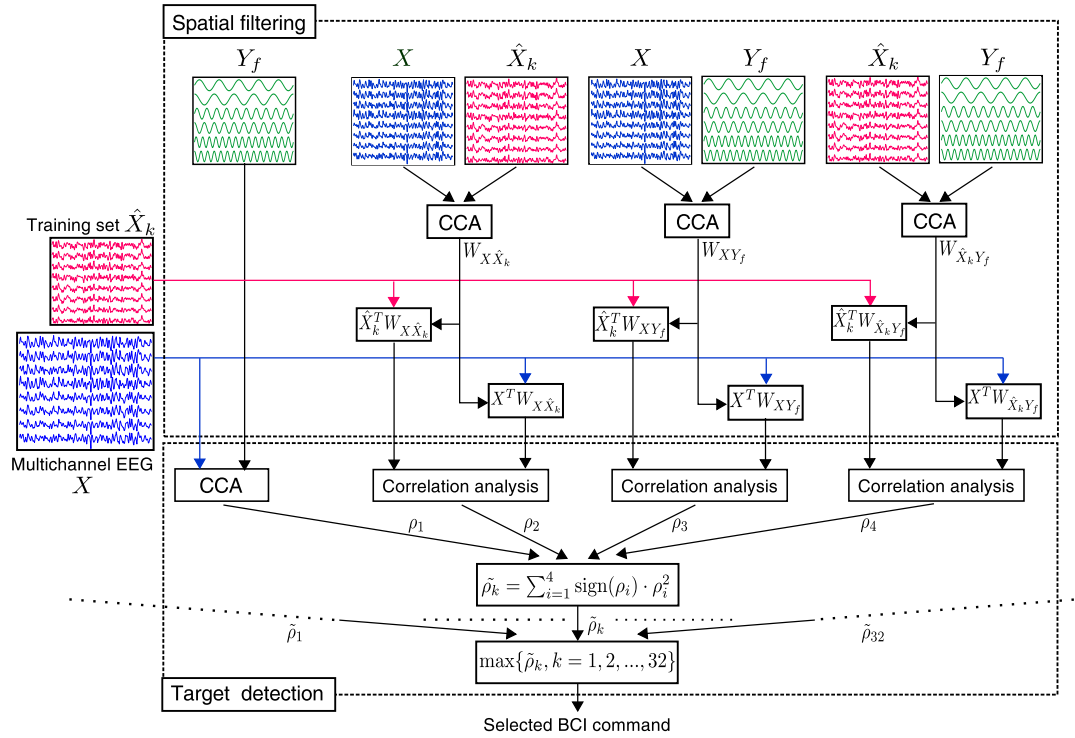 Spatial filtering
Y_f X X̂_k X Y_f X̂_k Y_f
CCA CCA CCA
Training set X̂_k
W_{XX̂_k} W_{XY_f} W_{X̂_kY_f}
X̂_k^T W_{XX̂_k} X̂_k^T W_{XY_f} X̂_k^T W_{X̂_kY_f}
X^T W_{XX̂_k} X^T W_{XY_f} X^T W_{X̂_kY_f}
Multichannel EEG
X
CCA Correlation analysis Correlation analysis Correlation analysis
ρ_1 ρ_2 ρ_3 ρ_4
ρ̃_k = ∑_{i=1}^4 sign(ρ_i) · ρ_i^2
ρ̃_1 ρ̃_k ρ̃_32
max{ρ̃_k, k = 1, 2, ..., 32}
Target detection
Selected BCI command